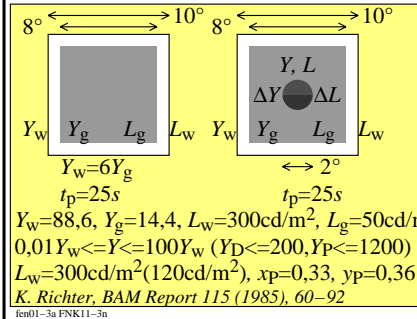 10° 10°
8° 8°
Y, L
ΔY ΔL
Yw Yg Lg Lw Yw Yg Lg Lw
Yw=6Yg 2°
tp=25s tp=25s
Yw=88,6, Yg=14,4, Lw=300cd/m², Lg=50cd/m
0,01Yw<=Y<=100Yw (YD<=200,YP<=1200)
Lw=300cd/m²(120cd/m²), xP=0,33, yP=0,36
K. Richter, BAM Report 115 (1985), 60−92
fen01−3a FNK11−3n